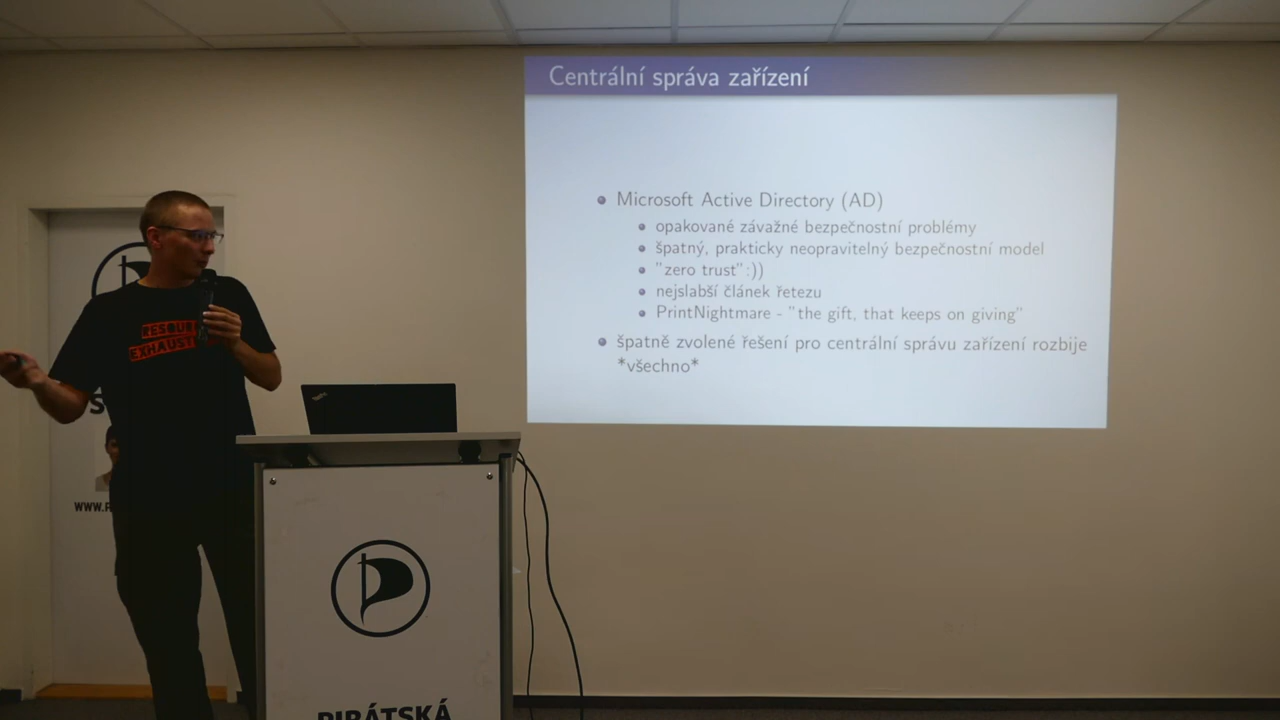 Centrální správa zařízení
Microsoft Active Directory (AD)
opakované závažné bezpečnostní problémy
špatný, prakticky neopravitelný bezpečnostní model
"zero trust":))
nejslabší článek řetezu
PrintNightmare - "the gift, that keeps on giving"
špatně zvolené řešení pro centrální správu zařízení rozbije
*všechno*
WWW.
PIRÁTSKÁ